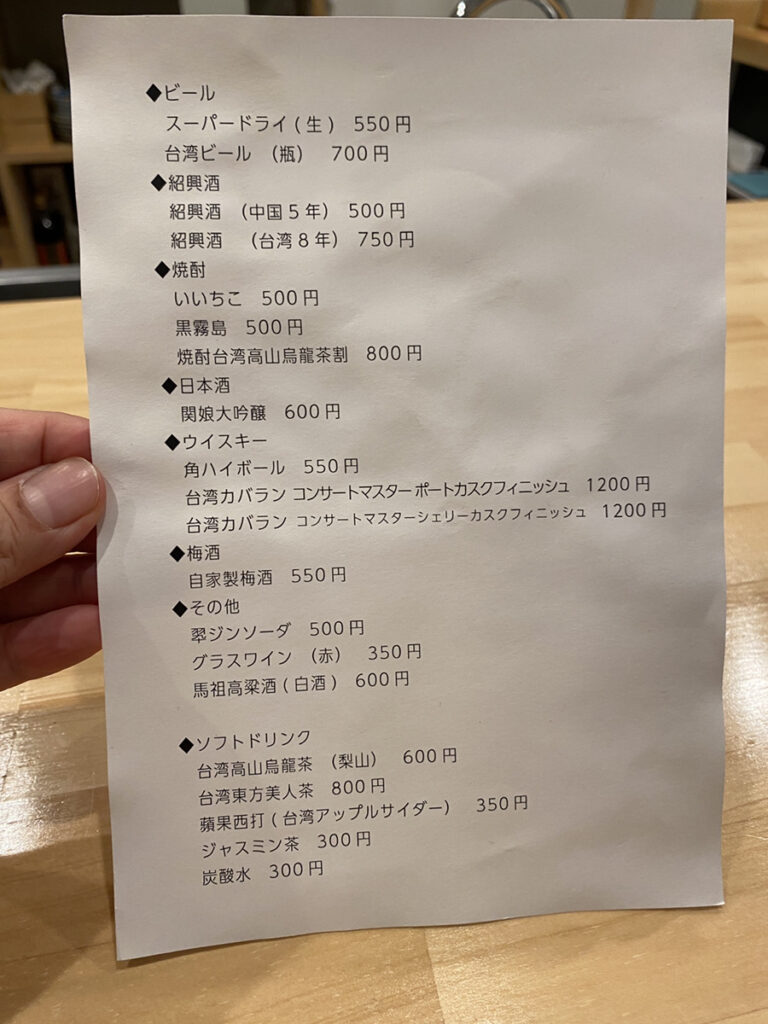 ◆ビール
スーパードライ(生) 550円
台湾ビール (瓶) 700円
◆紹興酒
紹興酒 (中国5年) 500円
紹興酒 (台湾8年) 750円
◆焼酎
いいちこ 500円
黒霧島 500円
焼酎台湾高山烏龍茶割 800円
◆日本酒
関娘大吟醸 600円
◆ウイスキー
角ハイボール 550円
台湾カバラン コンサートマスターポートカスクフィニッシュ 1200円
台湾カバラン コンサートマスターシェリーカスクフィニッシュ 1200円
◆梅酒
自家製梅酒 550円
◆その他
翠ジンソーダ 500円
グラスワイン (赤) 350円
馬祖高粱酒(白酒) 600円
◆ソフトドリンク
台湾高山烏龍茶 (梨山) 600円
台湾東方美人茶 800円
蘋果西打(台湾アップルサイダー) 350円
ジャスミン茶 300円
炭酸水 300円